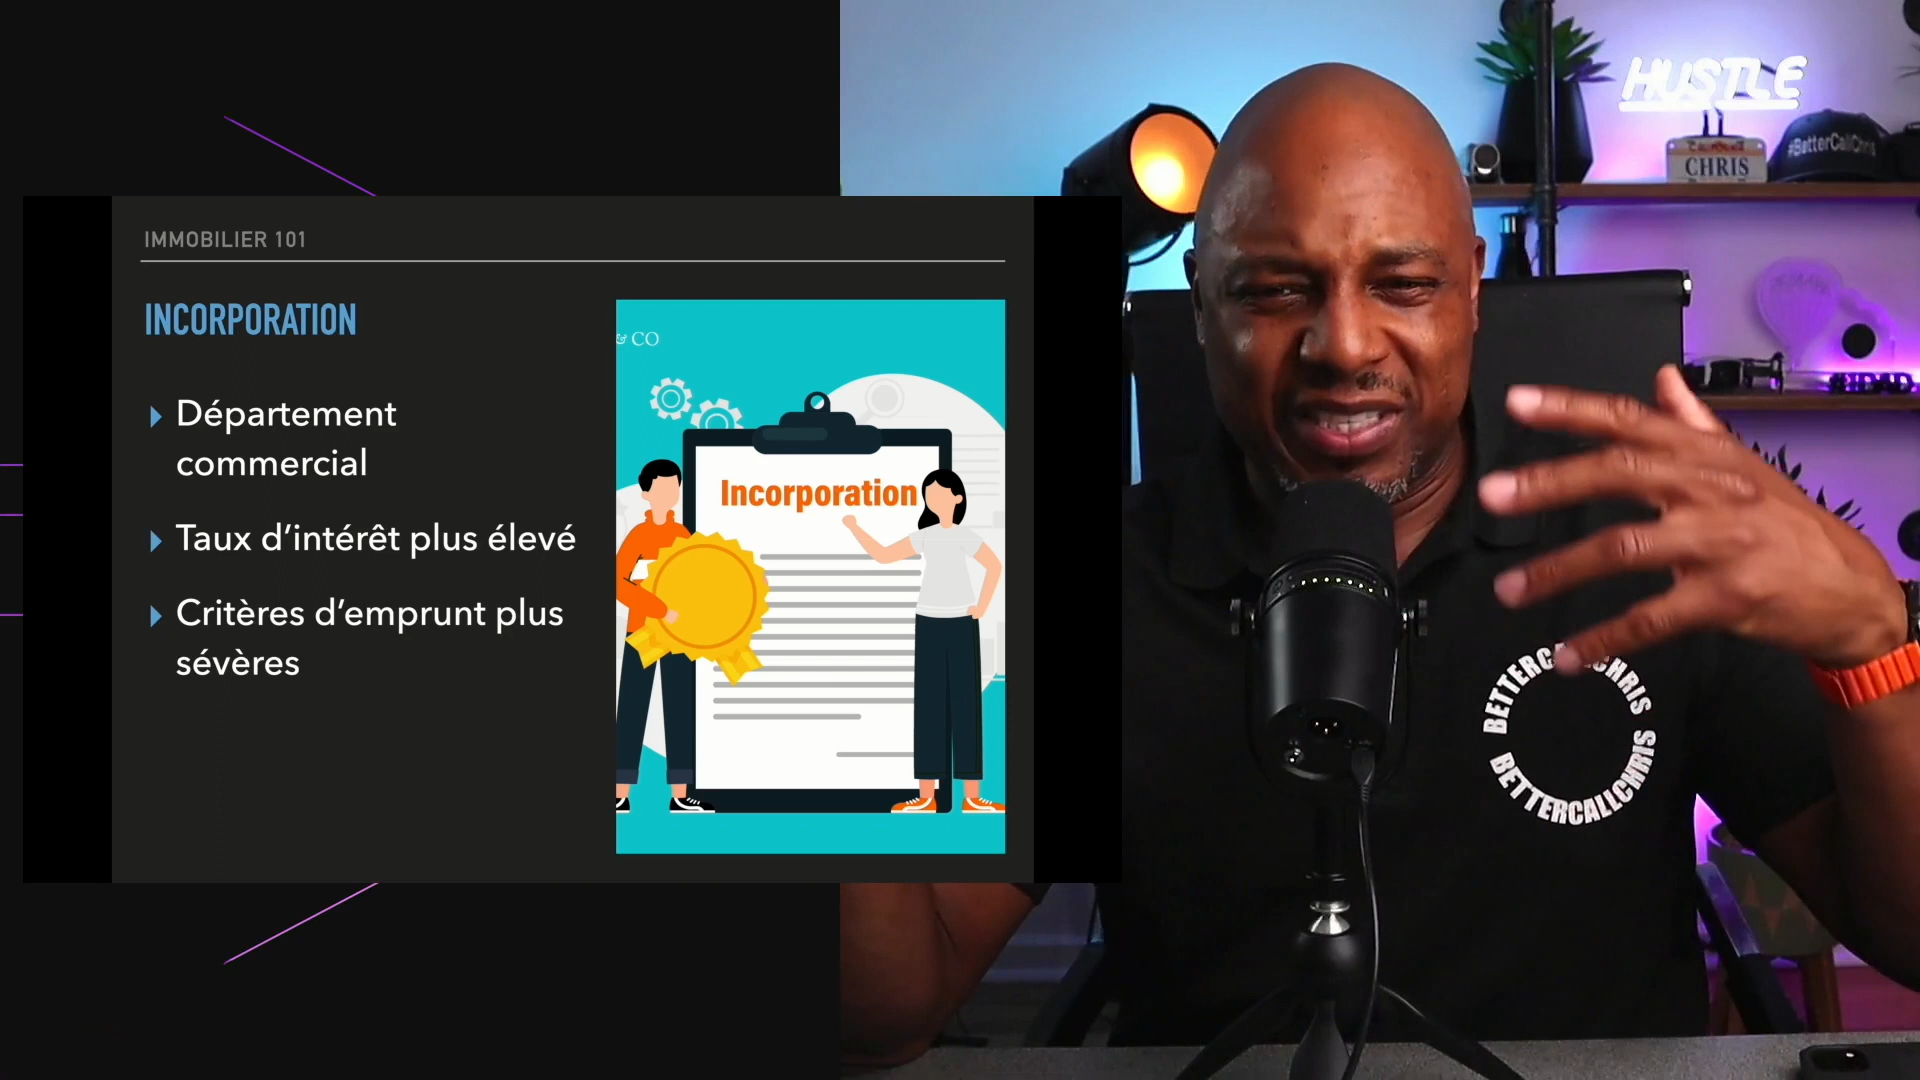 IMMOBILIER 101
INCORPORATION
Département
commercial
Taux d’intérêt plus élevé
Critères d’emprunt plus
sévères
& CO
Incorporation
HUSTLE
CHRIS
#BetterCallChris
BETTERCALLCHRIS
BETTERCALLCHRIS